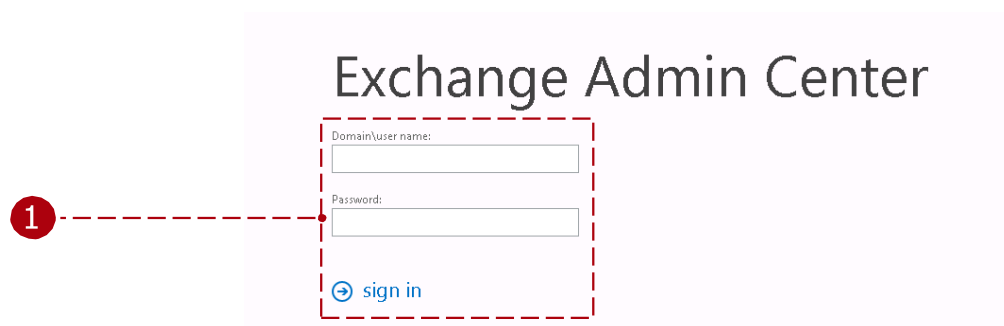 Exchange Admin Center
Domain\user name:
Password:
1
sign in